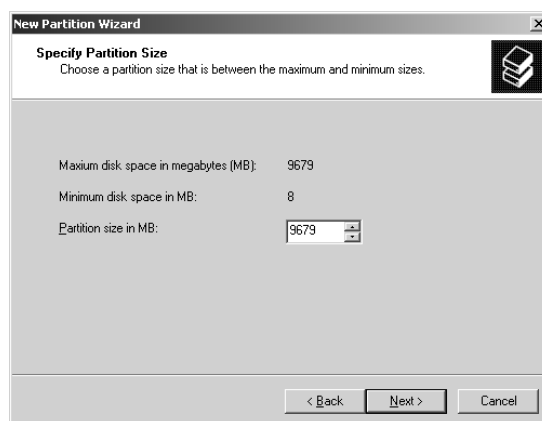 New Partition Wizard
Specify Partition Size
Choose a partition size that is between the maximum and minimum sizes.
Maxium disk space in megabytes (MB): 9679
Minimum disk space in MB: 8
Partition size in MB: 9679
< Back Next > Cancel